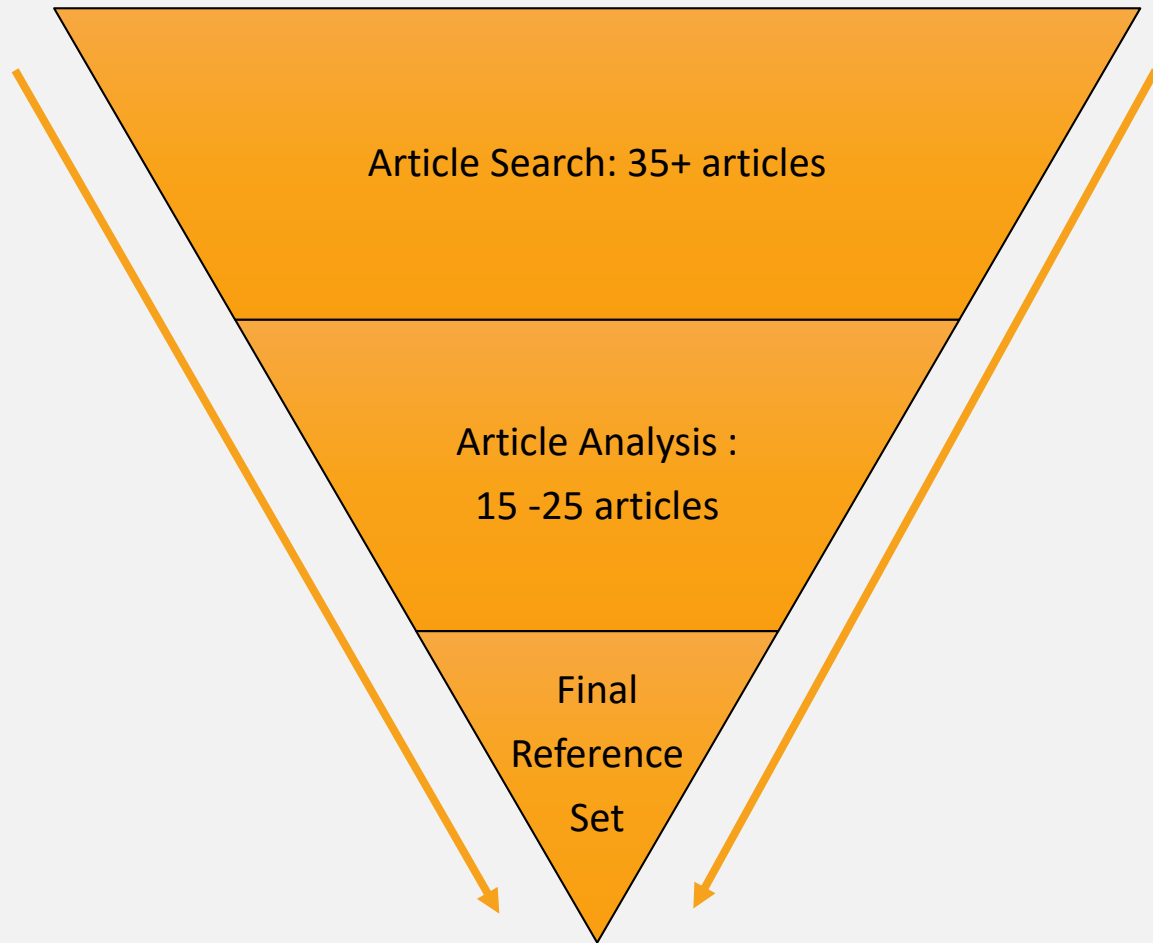 Article Search: 35+ articles
Article Analysis :
15 -25 articles
Final
Reference
Set